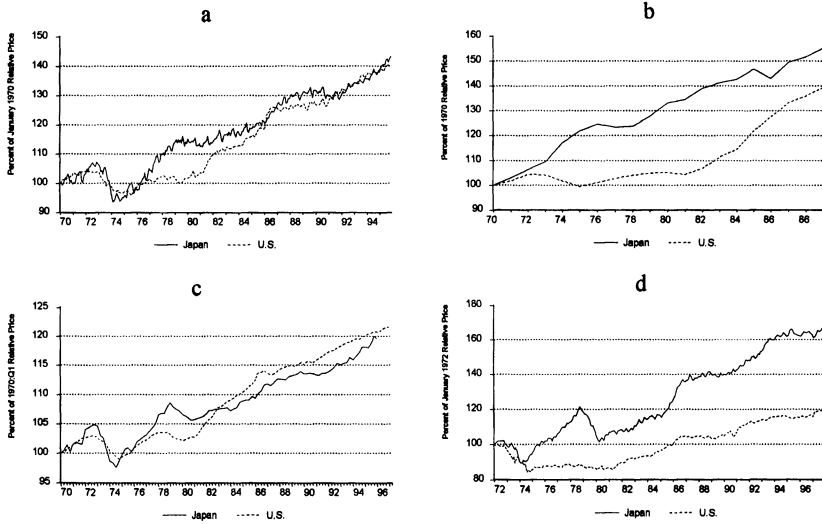 a
Percent of January 1970 Relative Price
150
140
130
120
110
100
90
70 72 74 76 78 80 82 84 86 88 90 92 94
Japan U.S.
b
Percent of 1970 Relative Price
160
150
140
130
120
110
100
90
70 72 74 76 78 80 82 84 86 88
Japan U.S.
c
Percent of 1970:Q1 Relative Price
125
120
115
110
105
100
95
70 72 74 76 78 80 82 84 86 88 90 92 94 96
Japan U.S.
d
Percent of January 1972 Relative Price
180
160
140
120
100
80
72 74 76 78 80 82 84 86 88 90 92 94 96
Japan U.S.